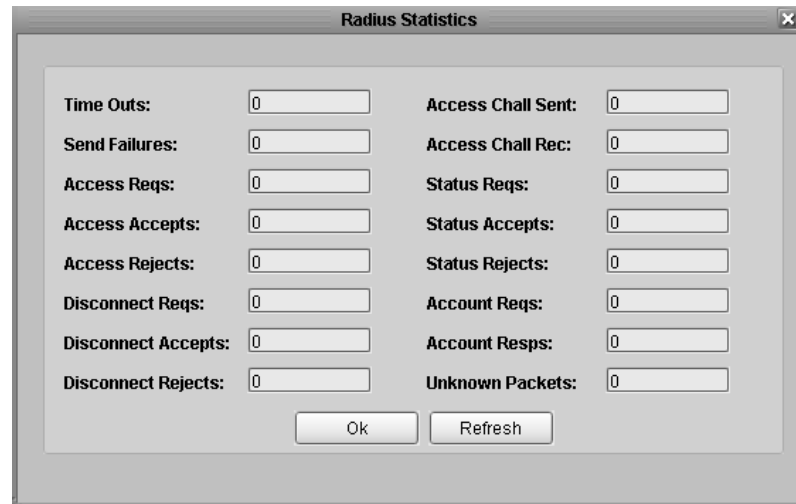 Radius Statistics
Time Outs: 0 Access Chall Sent: 0
Send Failures: 0 Access Chall Rec: 0
Access Reqs: 0 Status Reqs: 0
Access Accepts: 0 Status Accepts: 0
Access Rejects: 0 Status Rejects: 0
Disconnect Reqs: 0 Account Reqs: 0
Disconnect Accepts: 0 Account Resps: 0
Disconnect Rejects: 0 Unknown Packets: 0
Ok Refresh